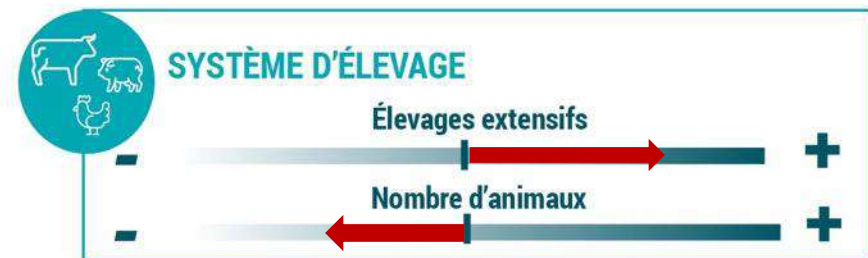 SYSTÈME D'ÉLEVAGE
Élevages extensifs
- +
Nombre d'animaux
- +